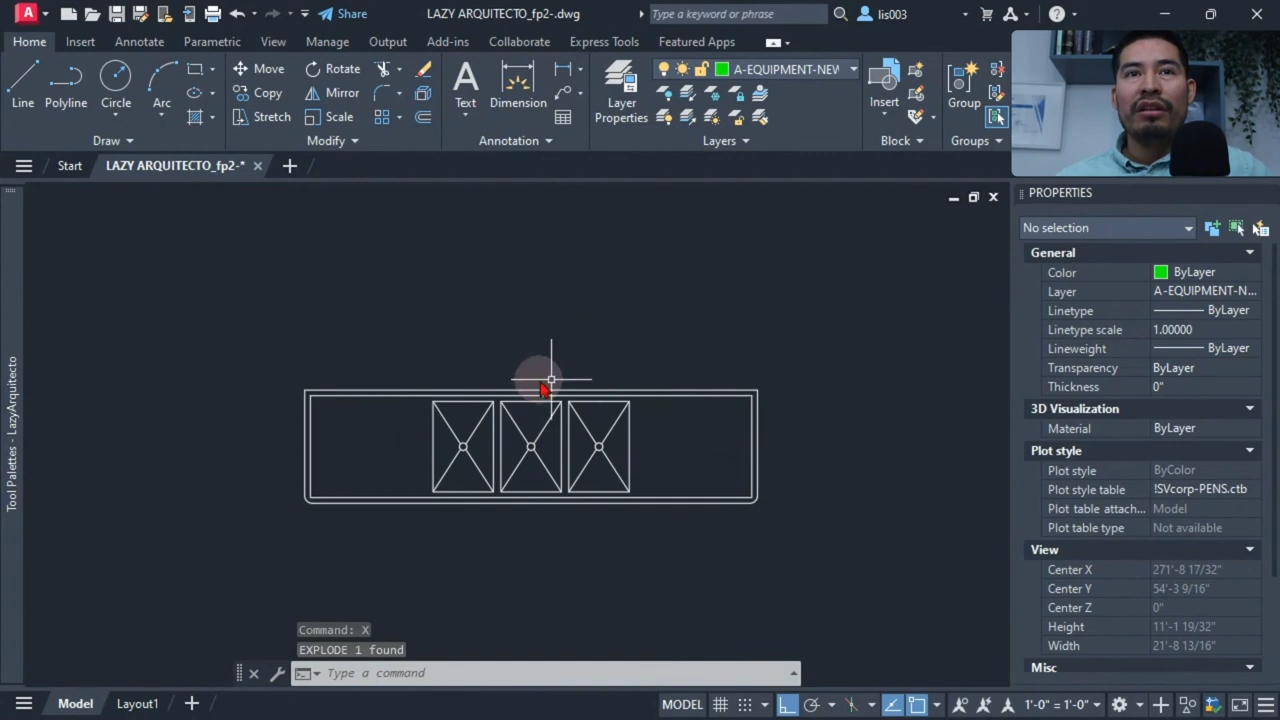 A Share LAZY ARQUITECTO_fp2-.dwg Type a keyword or phrase lis003
Home Insert Annotate Parametric View Manage Output Add-ins Collaborate Express Tools Featured Apps
Line Polyline Circle Arc
Move Rotate
Copy Mirror
Stretch Scale
A Text Dimension
Layer Properties
A-EQUIPMENT-NEW
Insert
Group
Draw Modify Annotation Layers Block Groups
Start LAZY ARQUITECTO_fp2-*
Tool Palettes - LazyArquitecto
PROPERTIES
No selection
General
Color ByLayer
Layer A-EQUIPMENT-N...
Linetype ByLayer
Linetype scale 1.00000
Lineweight ByLayer
Transparency ByLayer
Thickness 0"
3D Visualization
Material ByLayer
Plot style
Plot style ByColor
Plot style table !SVcorp-PENS.ctb
Plot table attach... Model
Plot table type Not available
View
Center X 271'-8 17/32"
Center Y 54'-3 9/16"
Center Z 0"
Height 11'-1 19/32"
Width 21'-8 13/16"
Misc
Command: X
EXPLODE 1 found
Type a command
Model Layout1
MODEL 1'-0" = 1'-0"